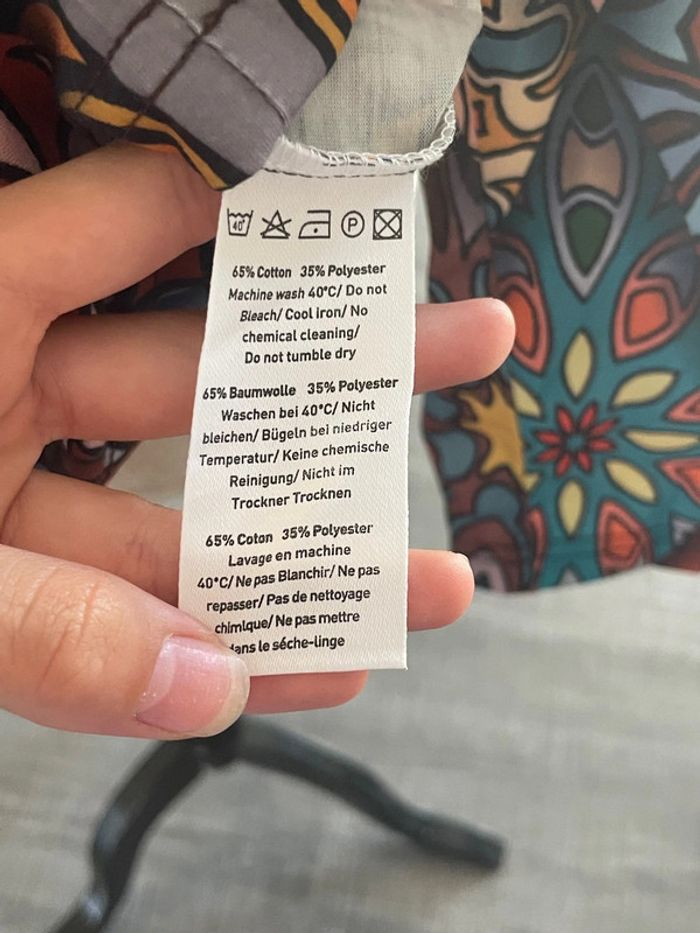 40°
P
65% Cotton 35% Polyester
Machine wash 40°C/ Do not
Bleach/ Cool iron/ No
chemical cleaning/
Do not tumble dry
65% Baumwolle 35% Polyester
Waschen bei 40°C/ Nicht
bleichen/ Bügeln bei niedriger
Temperatur/ Keine chemische
Reinigung/ Nicht im
Trockner Trocknen
65% Coton 35% Polyester
Lavage en machine
40°C/ Ne pas Blanchir/ Ne pas
repasser/ Pas de nettoyage
chimlque/ Ne pas mettre
dans le séche-linge